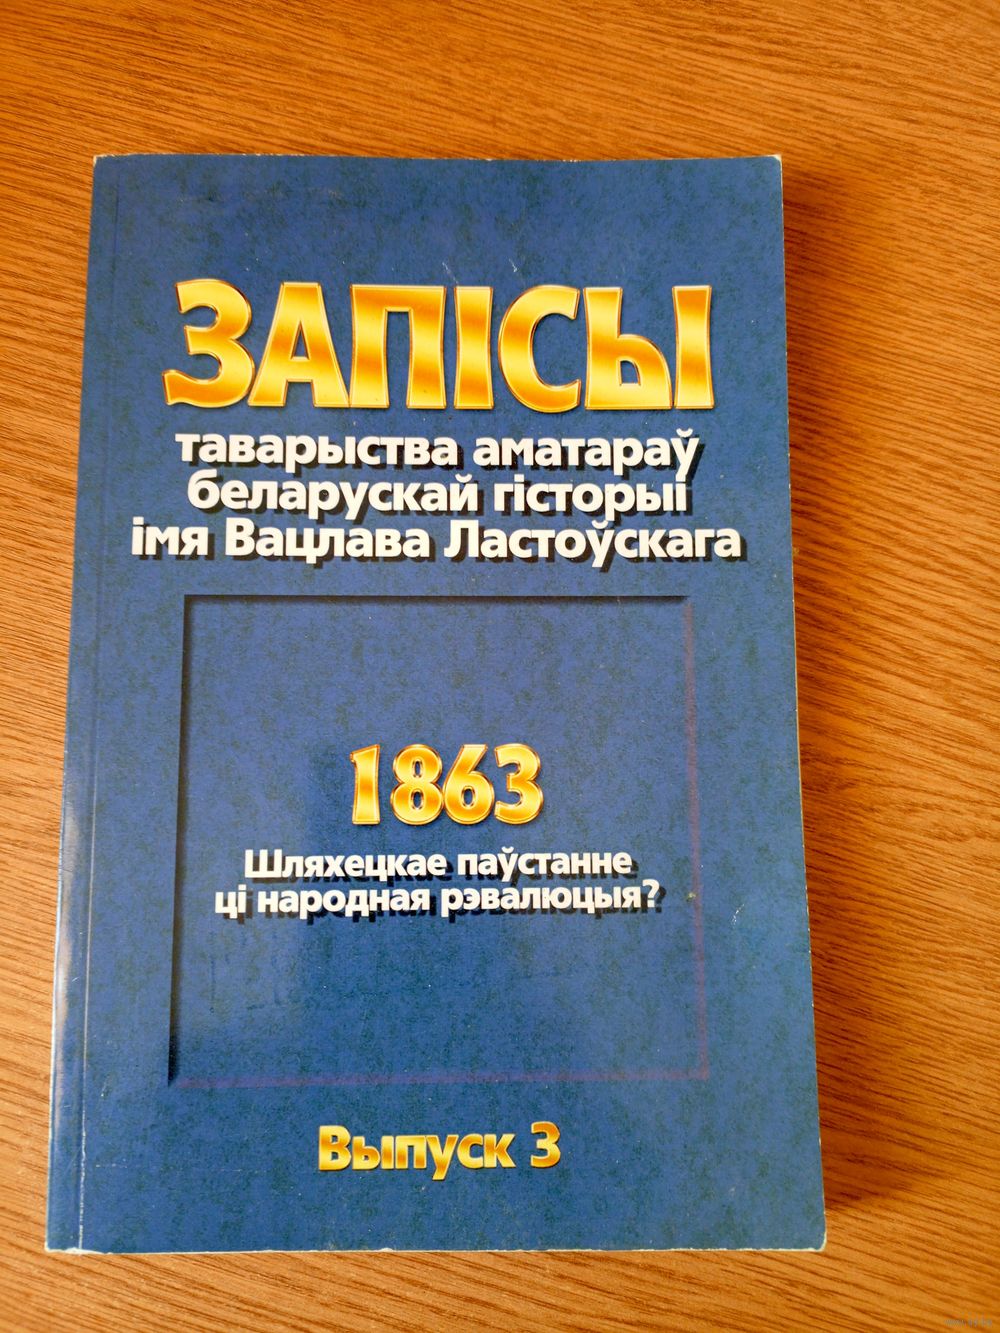 ЗАПІСЫ
таварыства аматараў
беларускай гісторыі
імя Вацлава Ластоўскага
1863
Шляхецкае паўстанне
ці народная рэвалюцыя?
Выпуск 3